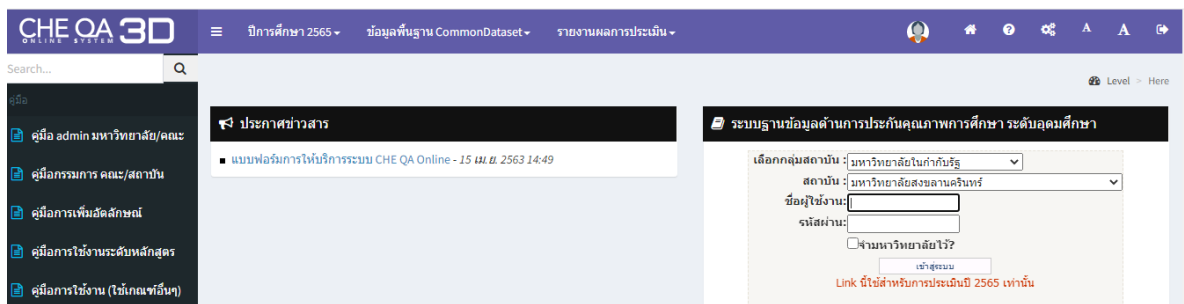 CHE QA 3D
ONLINE SYSTEM
ปีการศึกษา 2565
ข้อมูลพื้นฐาน CommonDataset
รายงานผลการประเมิน
A
A
Search...
Level > Here
คู่มือ
คู่มือ admin มหาวิทยาลัย/คณะ
คู่มือกรรมการ คณะ/สถาบัน
คู่มือการเพิ่มอัตลักษณ์
คู่มือการใช้งานระดับหลักสูตร
คู่มือการใช้งาน (ใช้เกณฑ์อื่นๆ)
ประกาศข่าวสาร
แบบฟอร์มการให้บริการระบบ CHE QA Online - 15 เม.ย. 2563 14:49
ระบบฐานข้อมูลด้านการประกันคุณภาพการศึกษา ระดับอุดมศึกษา
เลือกกลุ่มสถาบัน : มหาวิทยาลัยในกำกับรัฐ
สถาบัน : มหาวิทยาลัยสงขลานครินทร์
ชื่อผู้ใช้งาน:
รหัสผ่าน:
จำมหาวิทยาลัยไว้?
เข้าสู่ระบบ
Link นี้ใช้สำหรับการประเมินปี 2565 เท่านั้น